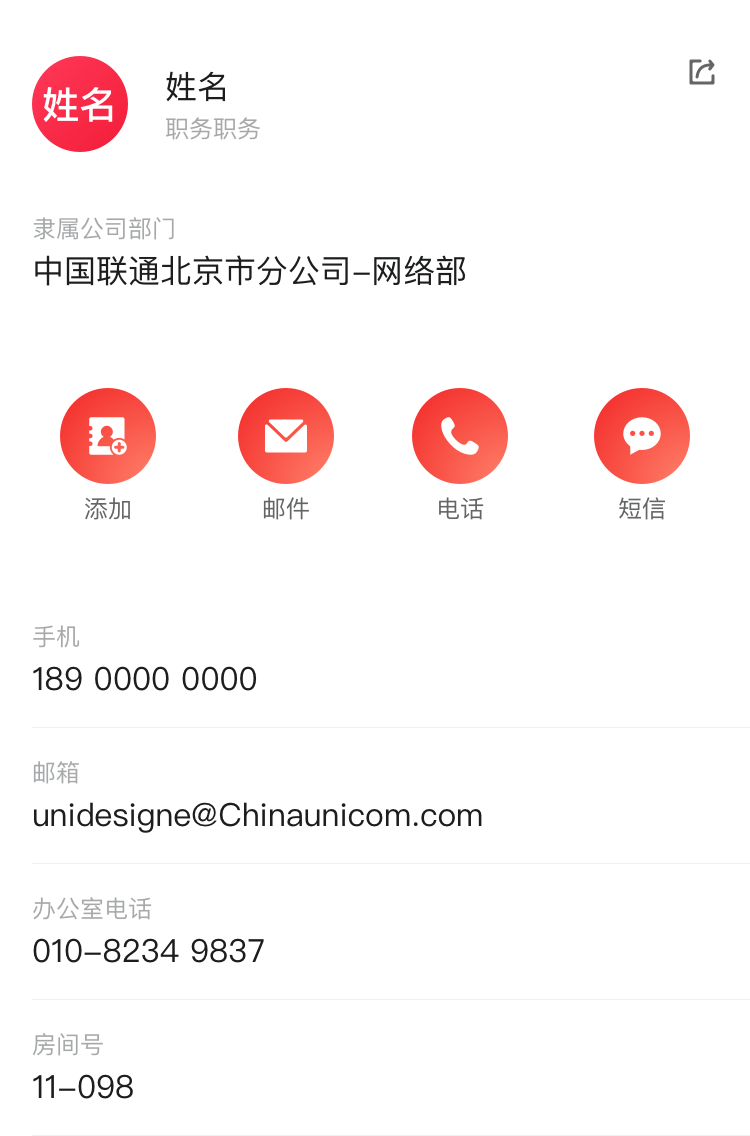 姓名
姓名
职务职务
隶属公司部门
中国联通北京市分公司–网络部
添加 邮件 电话 短信
手机
189 0000 0000
邮箱
unidesigne@Chinaunicom.com
办公室电话
010–8234 9837
房间号
11–098